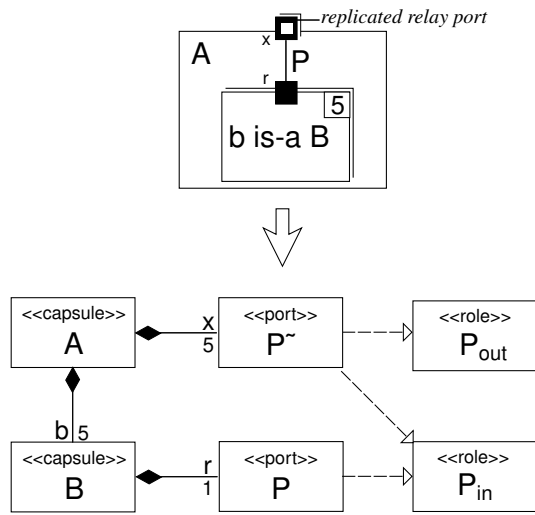 replicated relay port
x
A
P
r
5
b is-a B
<<capsule>>
A
x
5
<<port>>
P~
<<role>>
Pout
b 5
<<capsule>>
B
r
1
<<port>>
P
<<role>>
Pin